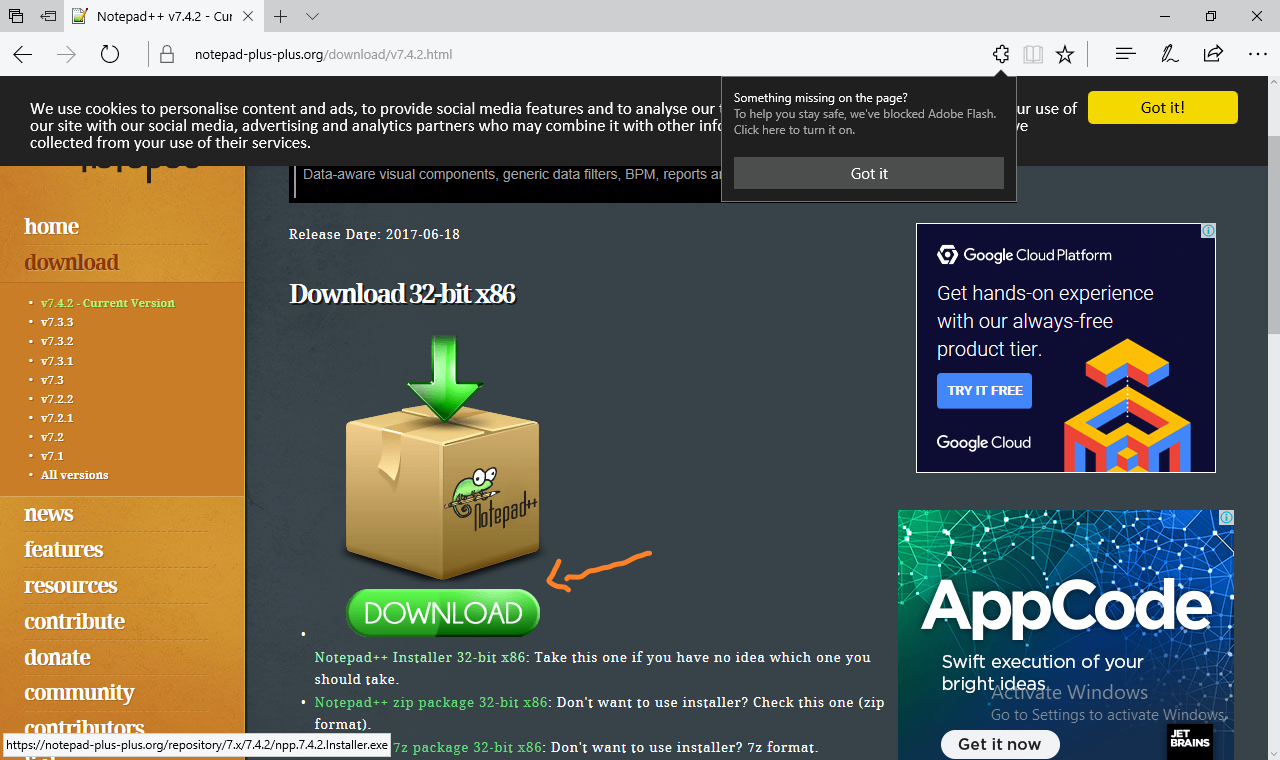 Notepad++ v7.4.2 - Cur
notepad-plus-plus.org/download/v7.4.2.html
We use cookies to personalise content and ads, to provide social media features and to analyse our
ur use of
our site with our social media, advertising and analytics partners who may combine it with other
ve
collected from your use of their services.
Got it!
Something missing on the page?
To help you stay safe, we've blocked Adobe Flash.
Click here to turn it on.
Got it
Data-aware visual components, generic data filters, BPM, reports
home
download
• v7.4.2 - Current Version
• v7.3.3
• v7.3.2
• v7.3.1
• v7.3
• v7.2.2
• v7.2.1
• v7.2
• v7.1
• All versions
news
features
resources
contribute
donate
community
contributors
https://notepad-plus-plus.org/repository/7.x/7.4.2/npp.7.4.2.Installer.exe
Release Date: 2017-06-18
Download 32-bit x86
Notepad++
DOWNLOAD
•
Notepad++ Installer 32-bit x86: Take this one if you have no idea which one you
should take.
• Notepad++ zip package 32-bit x86: Don't want to use installer? Check this one (zip
format).
7z package 32-bit x86: Don't want to use installer? 7z format.
Google Cloud Platform
Get hands-on experience
with our always-free
product tier.
TRY IT FREE
Google Cloud
AppCode
Swift execution of your
bright ideas
Activate Windows
Go to Settings to activate Windows.
Get it now
JET
BRAINS